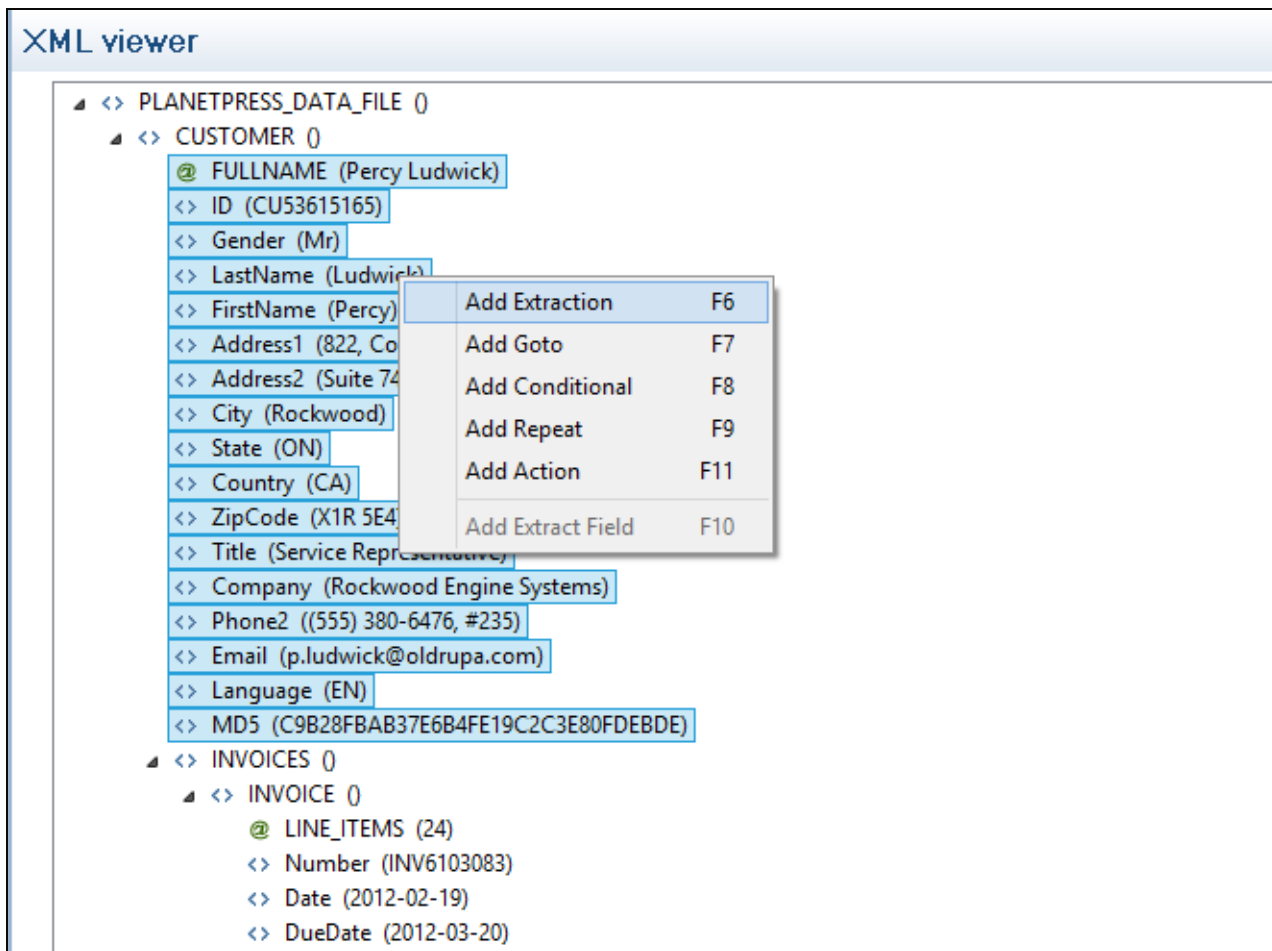 XML viewer
PLANETPRESS_DATA_FILE ()
CUSTOMER ()
@ FULLNAME (Percy Ludwick)
<> ID (CU53615165)
<> Gender (Mr)
<> LastName (Ludwick)
<> FirstName (Percy)
<> Address1 (822, Co
<> Address2 (Suite 74
<> City (Rockwood)
<> State (ON)
<> Country (CA)
<> ZipCode (X1R 5E4)
<> Title (Service Representative)
<> Company (Rockwood Engine Systems)
<> Phone2 ((555) 380-6476, #235)
<> Email (p.ludwick@oldrupa.com)
<> Language (EN)
<> MD5 (C9B28FBAB37E6B4FE19C2C3E80FDEBDE)
<> INVOICES ()
<> INVOICE ()
@ LINE_ITEMS (24)
<> Number (INV6103083)
<> Date (2012-02-19)
<> DueDate (2012-03-20)
Add Extraction F6
Add Goto F7
Add Conditional F8
Add Repeat F9
Add Action F11
Add Extract Field F10